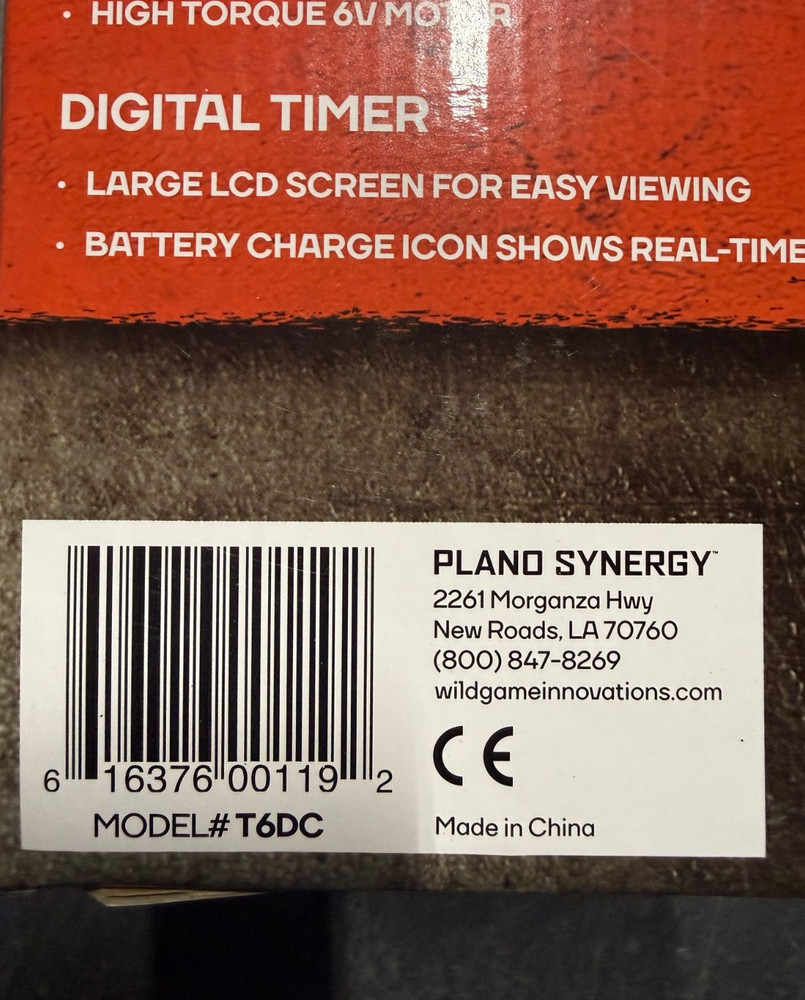 • HIGH TORQUE 6V MOTOR
DIGITAL TIMER
• LARGE LCD SCREEN FOR EASY VIEWING
• BATTERY CHARGE ICON SHOWS REAL-TIME
PLANO SYNERGY™
2261 Morganza Hwy
New Roads, LA 70760
(800) 847-8269
wildgameinnovations.com
CE
Made in China
6 16376 00119 2
MODEL# T6DC